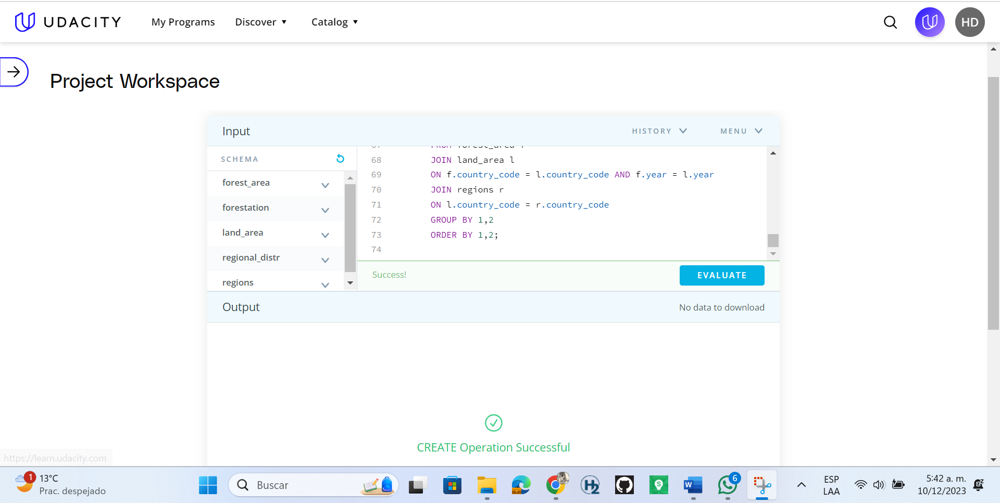 UDACITY My Programs Discover ▼ Catalog ▼ HD
Project Workspace
Input HISTORY MENU
SCHEMA
forest_area
forestation
land_area
regional_distr
regions
67 FROM forest_area f
68 JOIN land_area l
69 ON f.country_code = l.country_code AND f.year = l.year
70 JOIN regions r
71 ON l.country_code = r.country_code
72 GROUP BY 1,2
73 ORDER BY 1,2;
74
Success! EVALUATE
Output No data to download
CREATE Operation Successful
https://learn.udacity.com
1 13°C
Prac. despejado
Buscar
H2
S
W
6
ESP
LAA
5:42 a. m.
10/12/2023